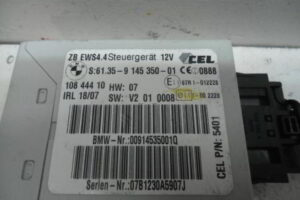 ZB EWS4.4 Steuergerät 12V
CEL
S:61.35-9 145 350-01 CE 0888
108 444 10 HW: 07
IRL 18/07 SW: V2 01 0008
BMW-Nr.:00914535001Q
Serien-Nr.:07B1230A5907J
CEL P/N: 5401